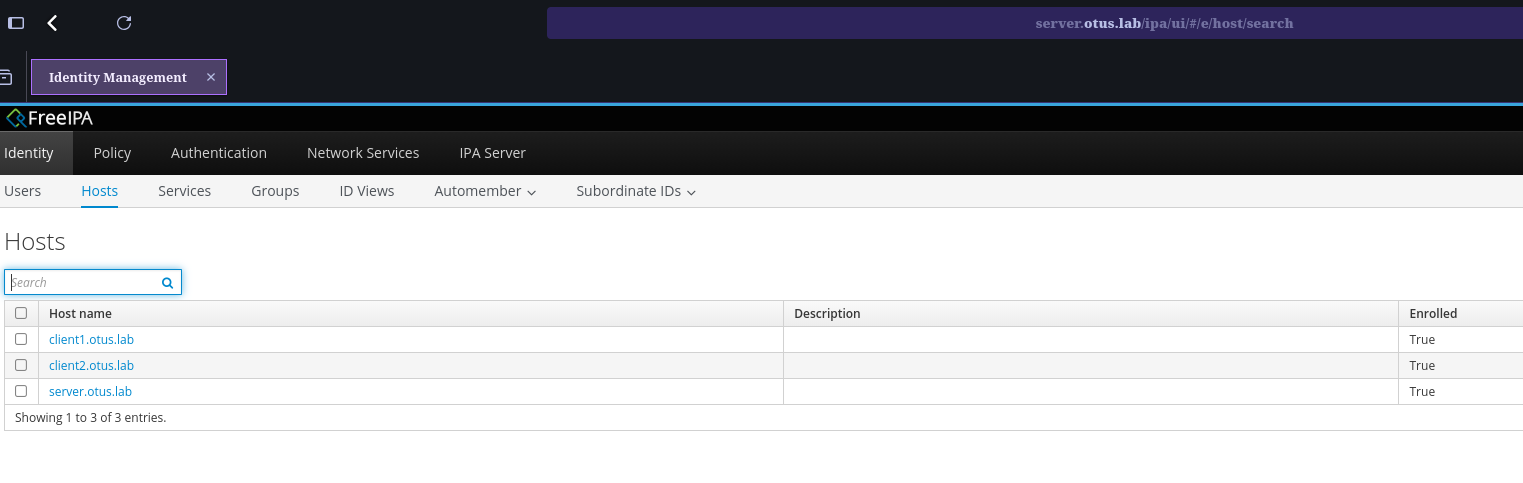 server.otus.lab/ipa/ui/#/e/host/search
Identity Management
FreeIPA
Identity Policy Authentication Network Services IPA Server
Users Hosts Services Groups ID Views Automember Subordinate IDs
Hosts
Search
Host name Description Enrolled
client1.otus.lab True
client2.otus.lab True
server.otus.lab True
Showing 1 to 3 of 3 entries.